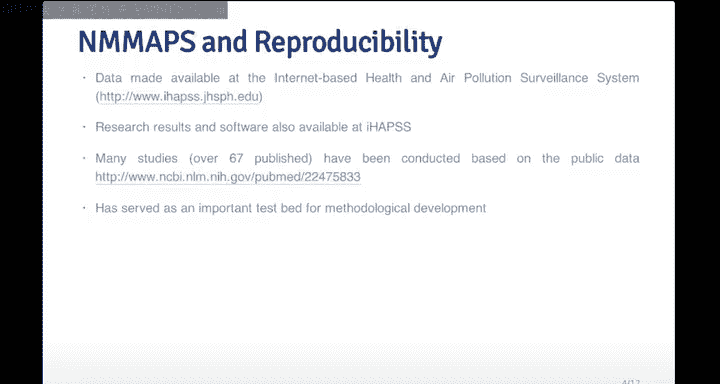 NMMAPS and Reproducibility
· Data made available at the Internet-based Health and Air Pollution Surveillance System
(http://www.ihapss.jhsph.edu)
· Research results and software also available at iHAPSS
· Many studies (over 67 published) have been conducted based on the public data
http://www.ncbi.nlm.nih.gov/pubmed/22475833
· Has served as an important test bed for methodological development
4/17